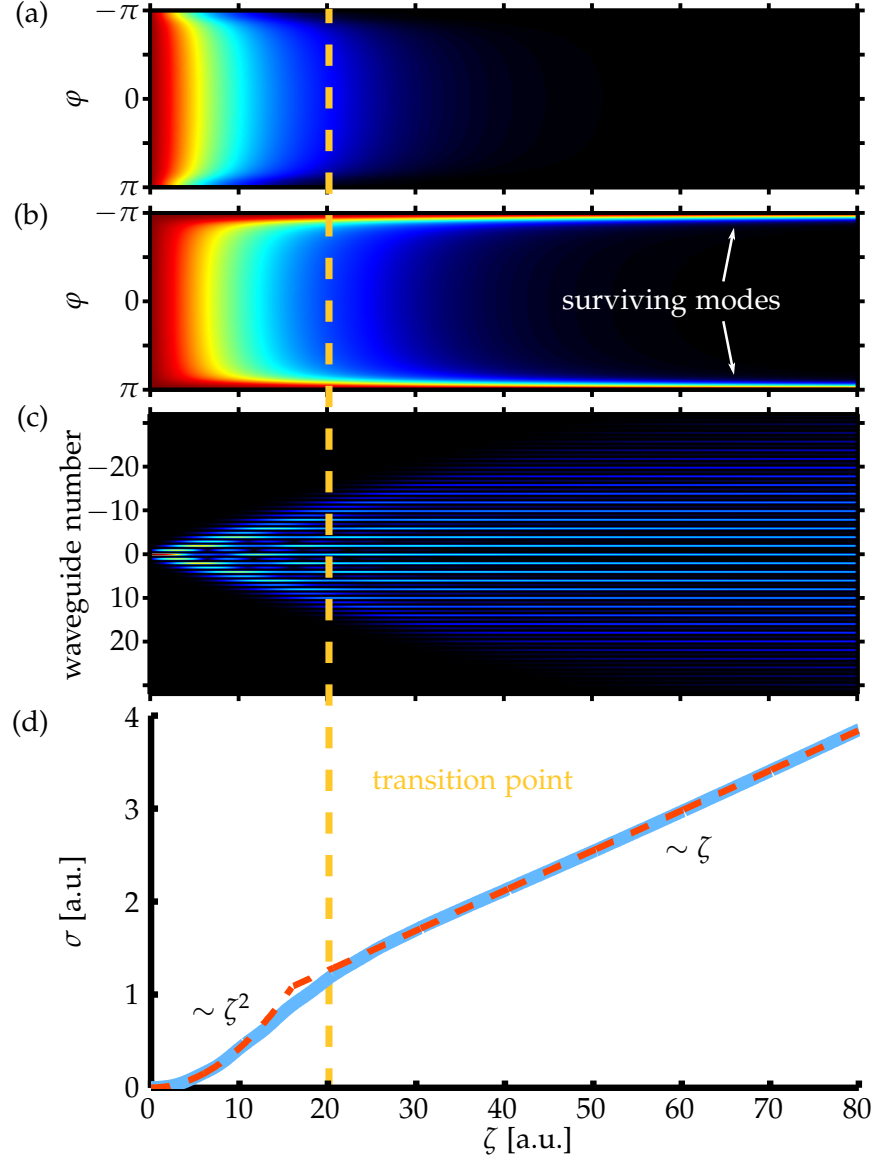 (a)
−π
0
π
φ
(b)
−π
0
π
φ
surviving modes
(c)
−20
−10
0
10
20
waveguide number
(d)
4
3
2
1
0
σ [a.u.]
transition point
∼ ζ
∼ ζ²
0 10 20 30 40 50 60 70 80
ζ [a.u.]